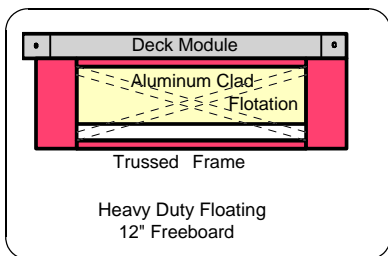 Deck Module
Aluminum Clad
Flotation
Trussed Frame
Heavy Duty Floating
12" Freeboard